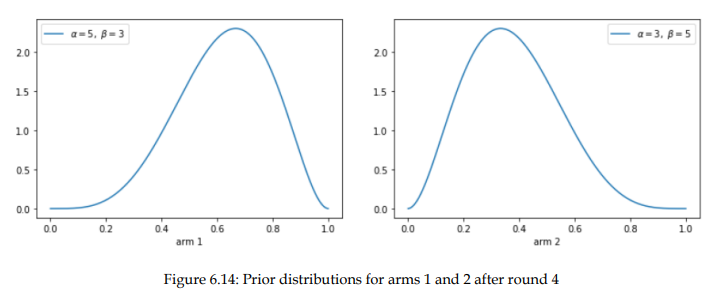 α=5, β=3
2.0
1.5
1.0
0.5
0.0
0.0 0.2 0.4 0.6 0.8 1.0
arm 1
α=3, β=5
2.0
1.5
1.0
0.5
0.0
0.0 0.2 0.4 0.6 0.8 1.0
arm 2
Figure 6.14: Prior distributions for arms 1 and 2 after round 4